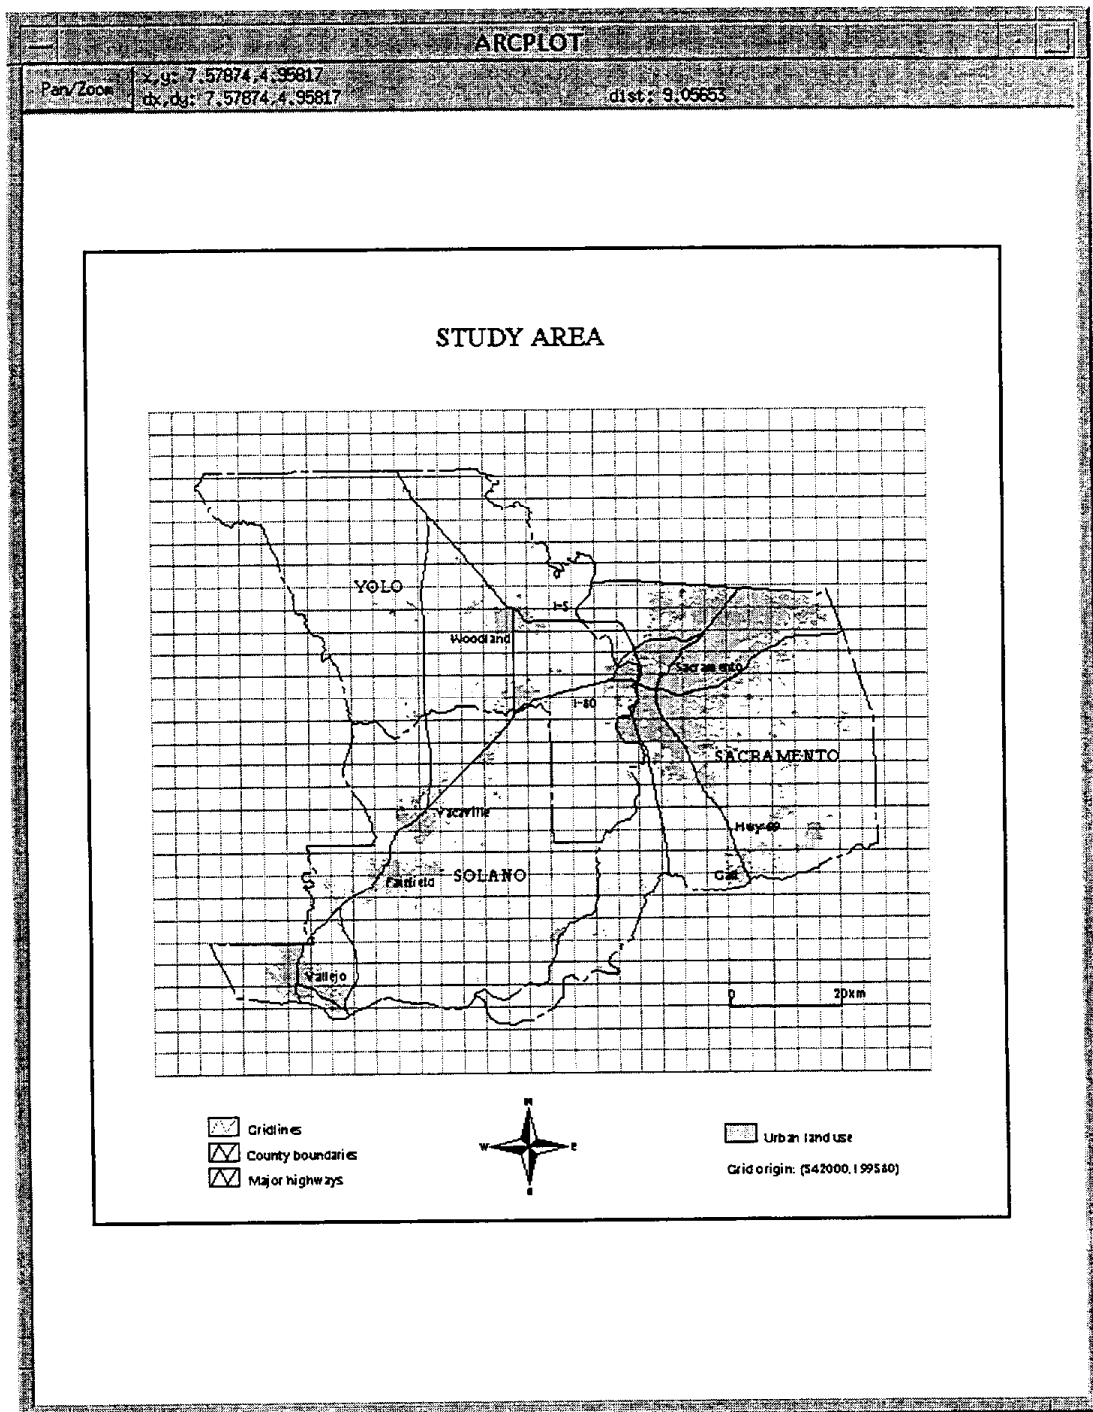 ARCPLOT
Pan/Zoom
x,y: 7.57874,4.95817
dx,dy: 7.57874,4.95817
dist: 9.05653
STUDY AREA
YOLO
I-5
Woodland
Sacramento
I-80
SACRAMENTO
Vacaville
Hwy-99
Fairfield
SOLANO
Galt
Vallejo
0 20km
N
W E
S
Gridlines
County boundaries
Major highways
Urban land use
Grid origin: (542000,199580)